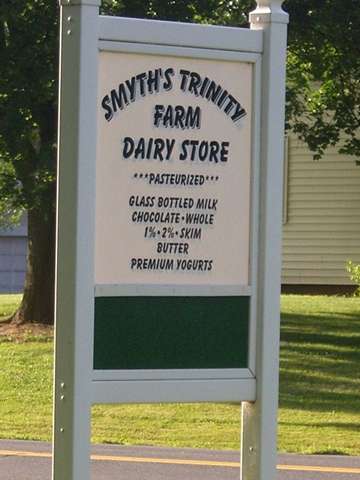 SMYTH'S TRINITY
FARM
DAIRY STORE
***PASTEURIZED***
GLASS BOTTLED MILK
CHOCOLATE•WHOLE
1%•2%•SKIM
BUTTER
PREMIUM YOGURTS